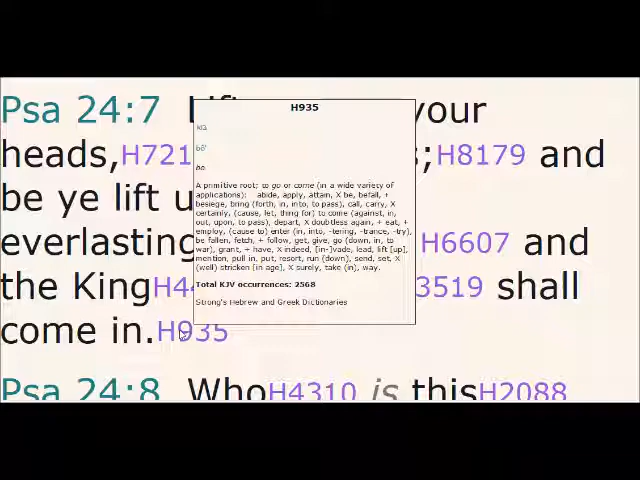 Psa 24:7 Lift your
heads,H721 s;H8179 and
be ye lift u
everlasting H6607 and
the KingH4 3519 shall
come in.H935
Psa 24:8 WhoH4310 is thisH2088
H935
בּוא
bô'
bo
A primitive root; to go or come (in a wide variety of
applications): abide, apply, attain, X be, befall, +
besiege, bring (forth, in, into, to pass), call, carry, X
certainly, (cause, let, thing for) to come (against, in,
out, upon, to pass), depart, X doubtless again, + eat, +
employ, (cause to) enter (in, into, -tering, -trance, -try),
be fallen, fetch, + follow, get, give, go (down, in, to
war), grant, + have, X indeed, [in-]vade, lead, lift [up],
mention, pull in, put, resort, run (down), send, set, X
(well) stricken [in age], X surely, take (in), way.
Total KJV occurrences: 2568
Strong's Hebrew and Greek Dictionaries